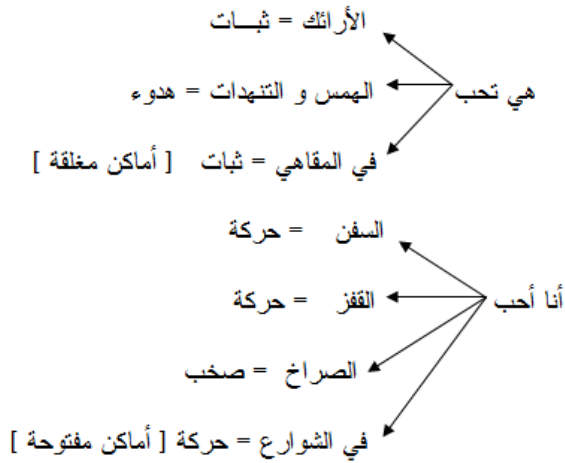 الأرائك = ثبـــات
هي تحب
الهمس و التنهدات = هدوء
في المقاهي = ثبات [ أماكن مغلقة ]
السفن = حركة
أنا أحب
القفز = حركة
الصراخ = صخب
في الشوارع = حركة [ أماكن مفتوحة ]